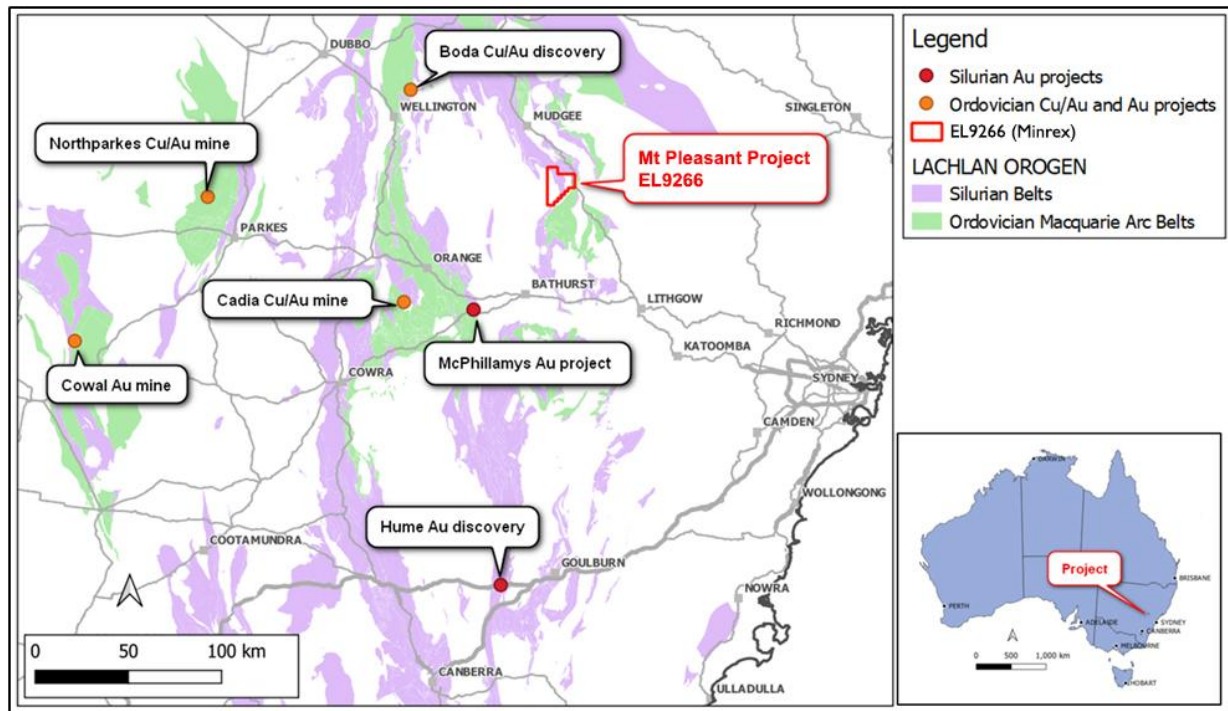 DUBBO
Boda Cu/Au discovery
WELLINGTON
MUDGEE
SINGLETON
Northparkes Cu/Au mine
Mt Pleasant Project
EL9266
PARKES
ORANGE
BATHURST
Cadia Cu/Au mine
LITHGOW
RICHMOND
McPhillamys Au project
KATOOMBA
Cowal Au mine
COWRA
SYDNEY
CAMDEN
WOLLONGONG
Hume Au discovery
COOTAMUNDRA
GOULBURN
NOWRA
0 50 100 km
CANBERRA
ULLADULLA
Legend
Silurian Au projects
Ordovician Cu/Au and Au projects
EL9266 (Minrex)
LACHLAN OROGEN
Silurian Belts
Ordovician Macquarie Arc Belts
DARWIN
Project
BRISBANE
PERTH
ADELAIDE
SYDNEY
CANBERRA
MELBOURNE
0 500 1,000 km
HOBART